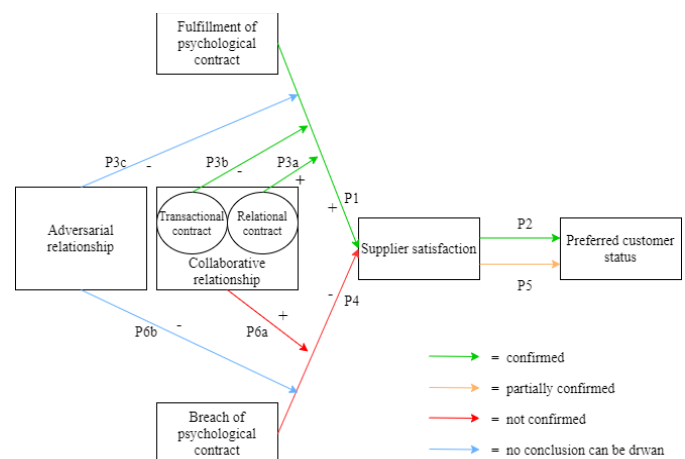 Fulfillment of
psychological
contract
P3c
-
P3b
-
P3a
+
P1
+
Adversarial
relationship
Transactional
contract
Relational
contract
Collaborative
relationship
Supplier satisfaction
P2
P5
Preferred customer
status
-
P4
P6b
-
P6a
+
Breach of
psychological
contract
= confirmed
= partially confirmed
= not confirmed
= no conclusion can be drwan